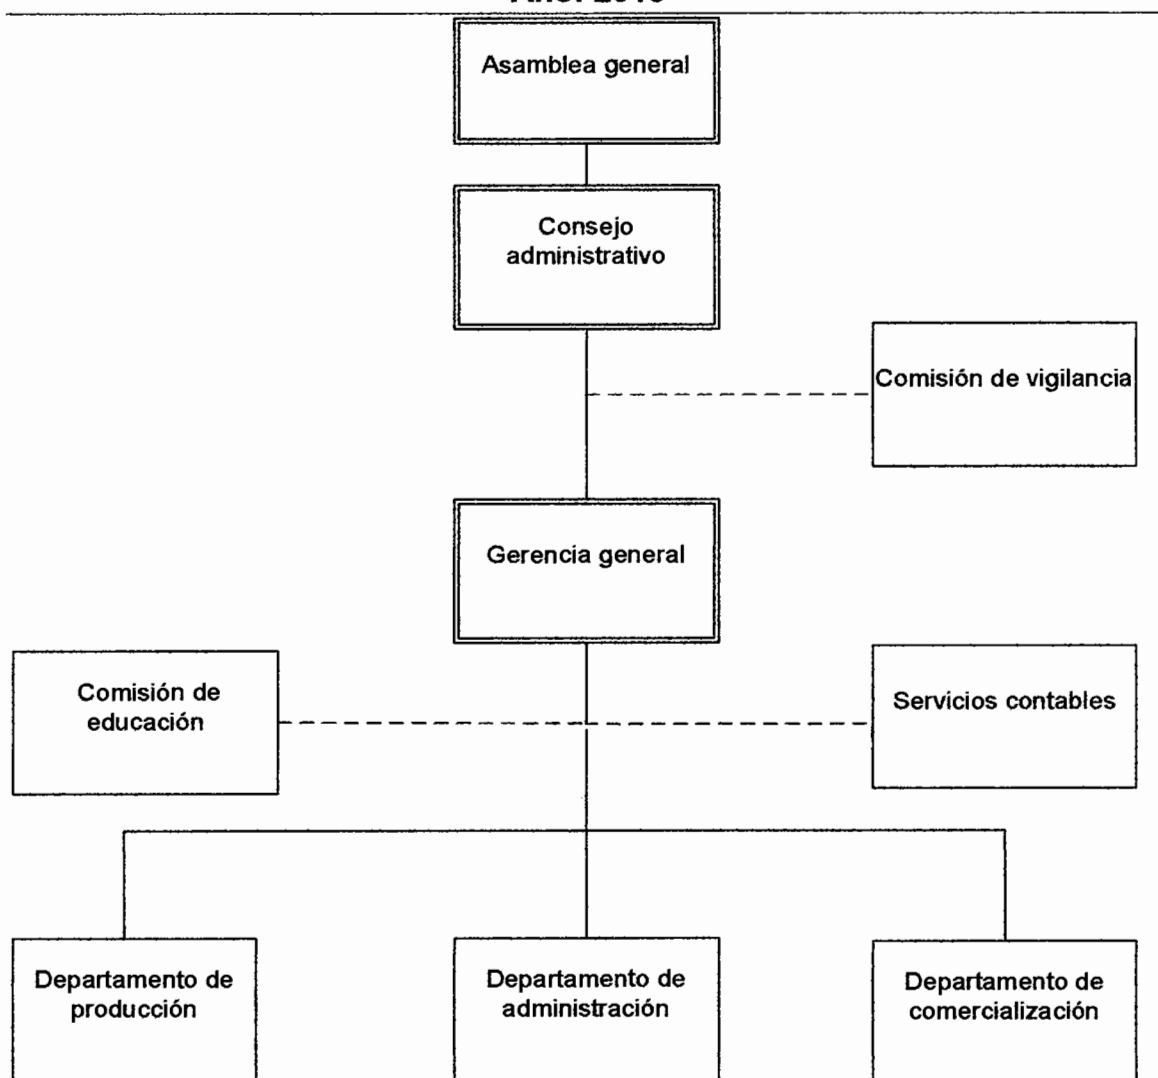 Asamblea general
Consejo
administrativo
Comisión de vigilancia
Gerencia general
Comisión de
educación
Servicios contables
Departamento de
producción
Departamento de
administración
Departamento de
comercialización